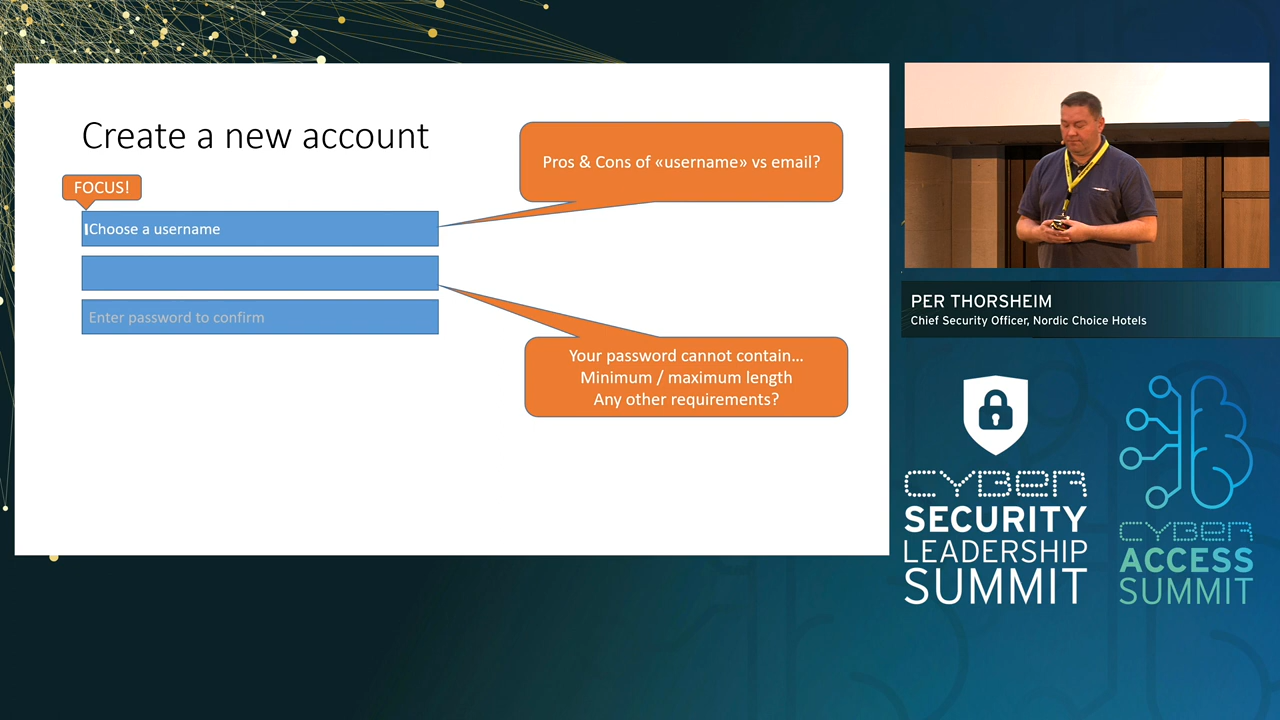 Create a new account
Pros & Cons of «username» vs email?
FOCUS!
Choose a username
Enter password to confirm
Your password cannot contain...
Minimum / maximum length
Any other requirements?
PER THORSHEIM
Chief Security Officer, Nordic Choice Hotels
CYBER
SECURITY
LEADERSHIP
SUMMIT
CYBER
ACCESS
SUMMIT